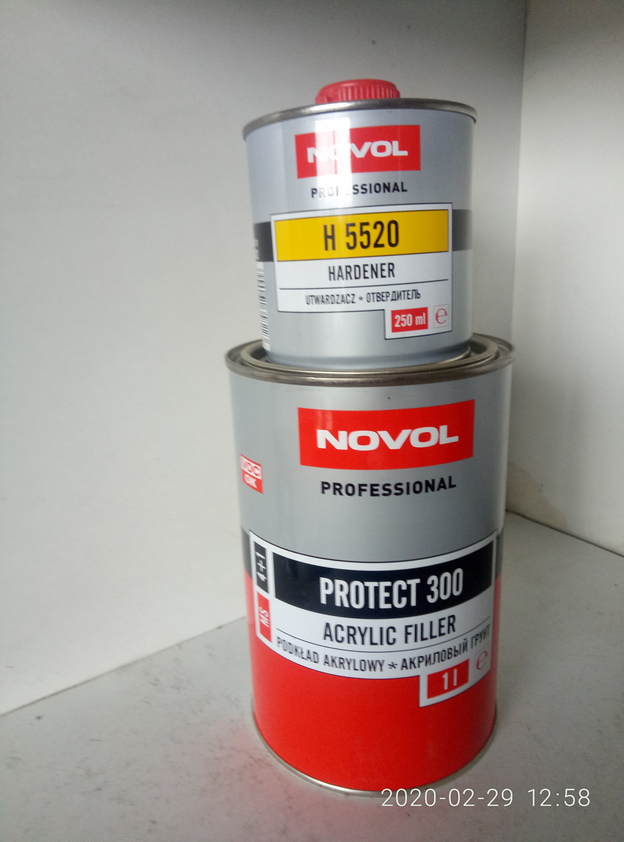 NOVOL
PROFESSIONAL
H 5520
HARDENER
UTWARDZACZ * ОТВЕРДИТЕЛЬ
250 ml e
NOVOL
PROFESSIONAL
4+1
MS
PROTECT 300
ACRYLIC FILLER
PODKŁAD AKRYLOWY * АКРИЛОВЫЙ ГРУНТ
1 l e
2020-02-29 12:58